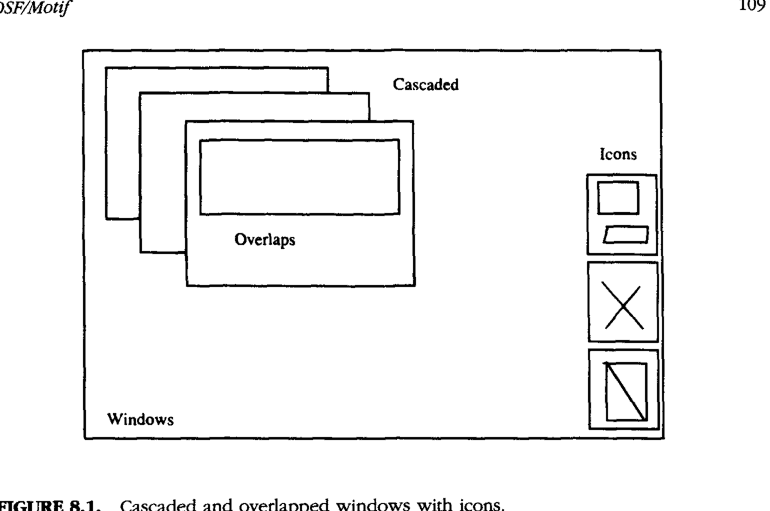 OSF/Motif
109
Cascaded
Icons
Overlaps
Windows
FIGURE 8.1. Cascaded and overlapped windows with icons.